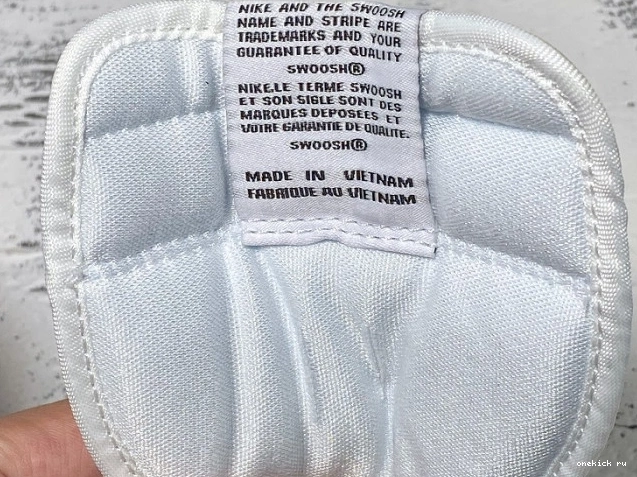 NIKE AND THE SWOOSH
NAME AND STRIPE ARE
TRADEMARKS AND YOUR
GUARANTEE OF QUALITY
SWOOSH®
NIKE,LE TERME SWOOSH
ET SON SIGLE SONT DES
MARQUES DEPOSEES ET
VOTRE GARANTIE DE QUALITE.
SWOOSH®
MADE IN VIETNAM
FABRIQUE AU VIETNAM
onekick ru